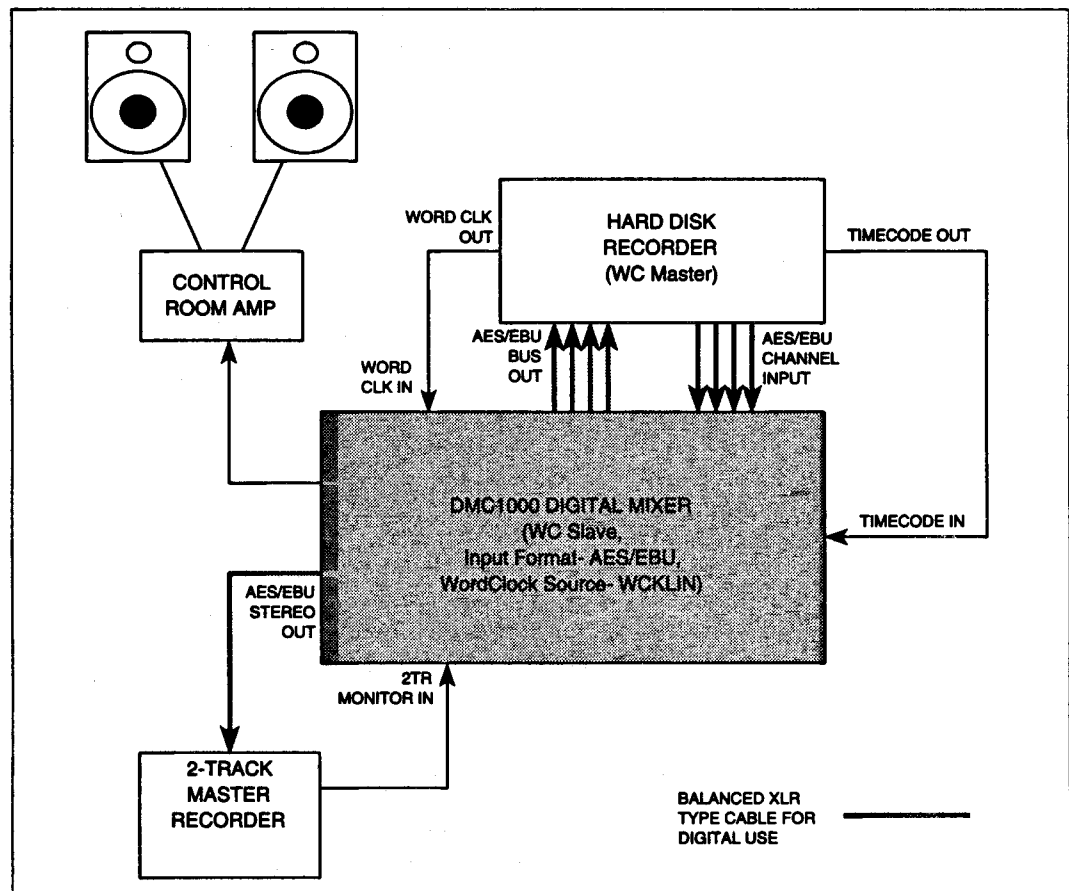 CONTROL
ROOM AMP
WORD CLK
OUT
HARD DISK
RECORDER
(WC Master)
TIMECODE OUT
WORD
CLK IN
AES/EBU
BUS
OUT
AES/EBU
CHANNEL
INPUT
DMC1000 DIGITAL MIXER
(WC Slave,
Input Format- AES/EBU,
WordClock Source- WCKLIN)
TIMECODE IN
AES/EBU
STEREO
OUT
2TR
MONITOR IN
2-TRACK
MASTER
RECORDER
BALANCED XLR
TYPE CABLE FOR
DIGITAL USE